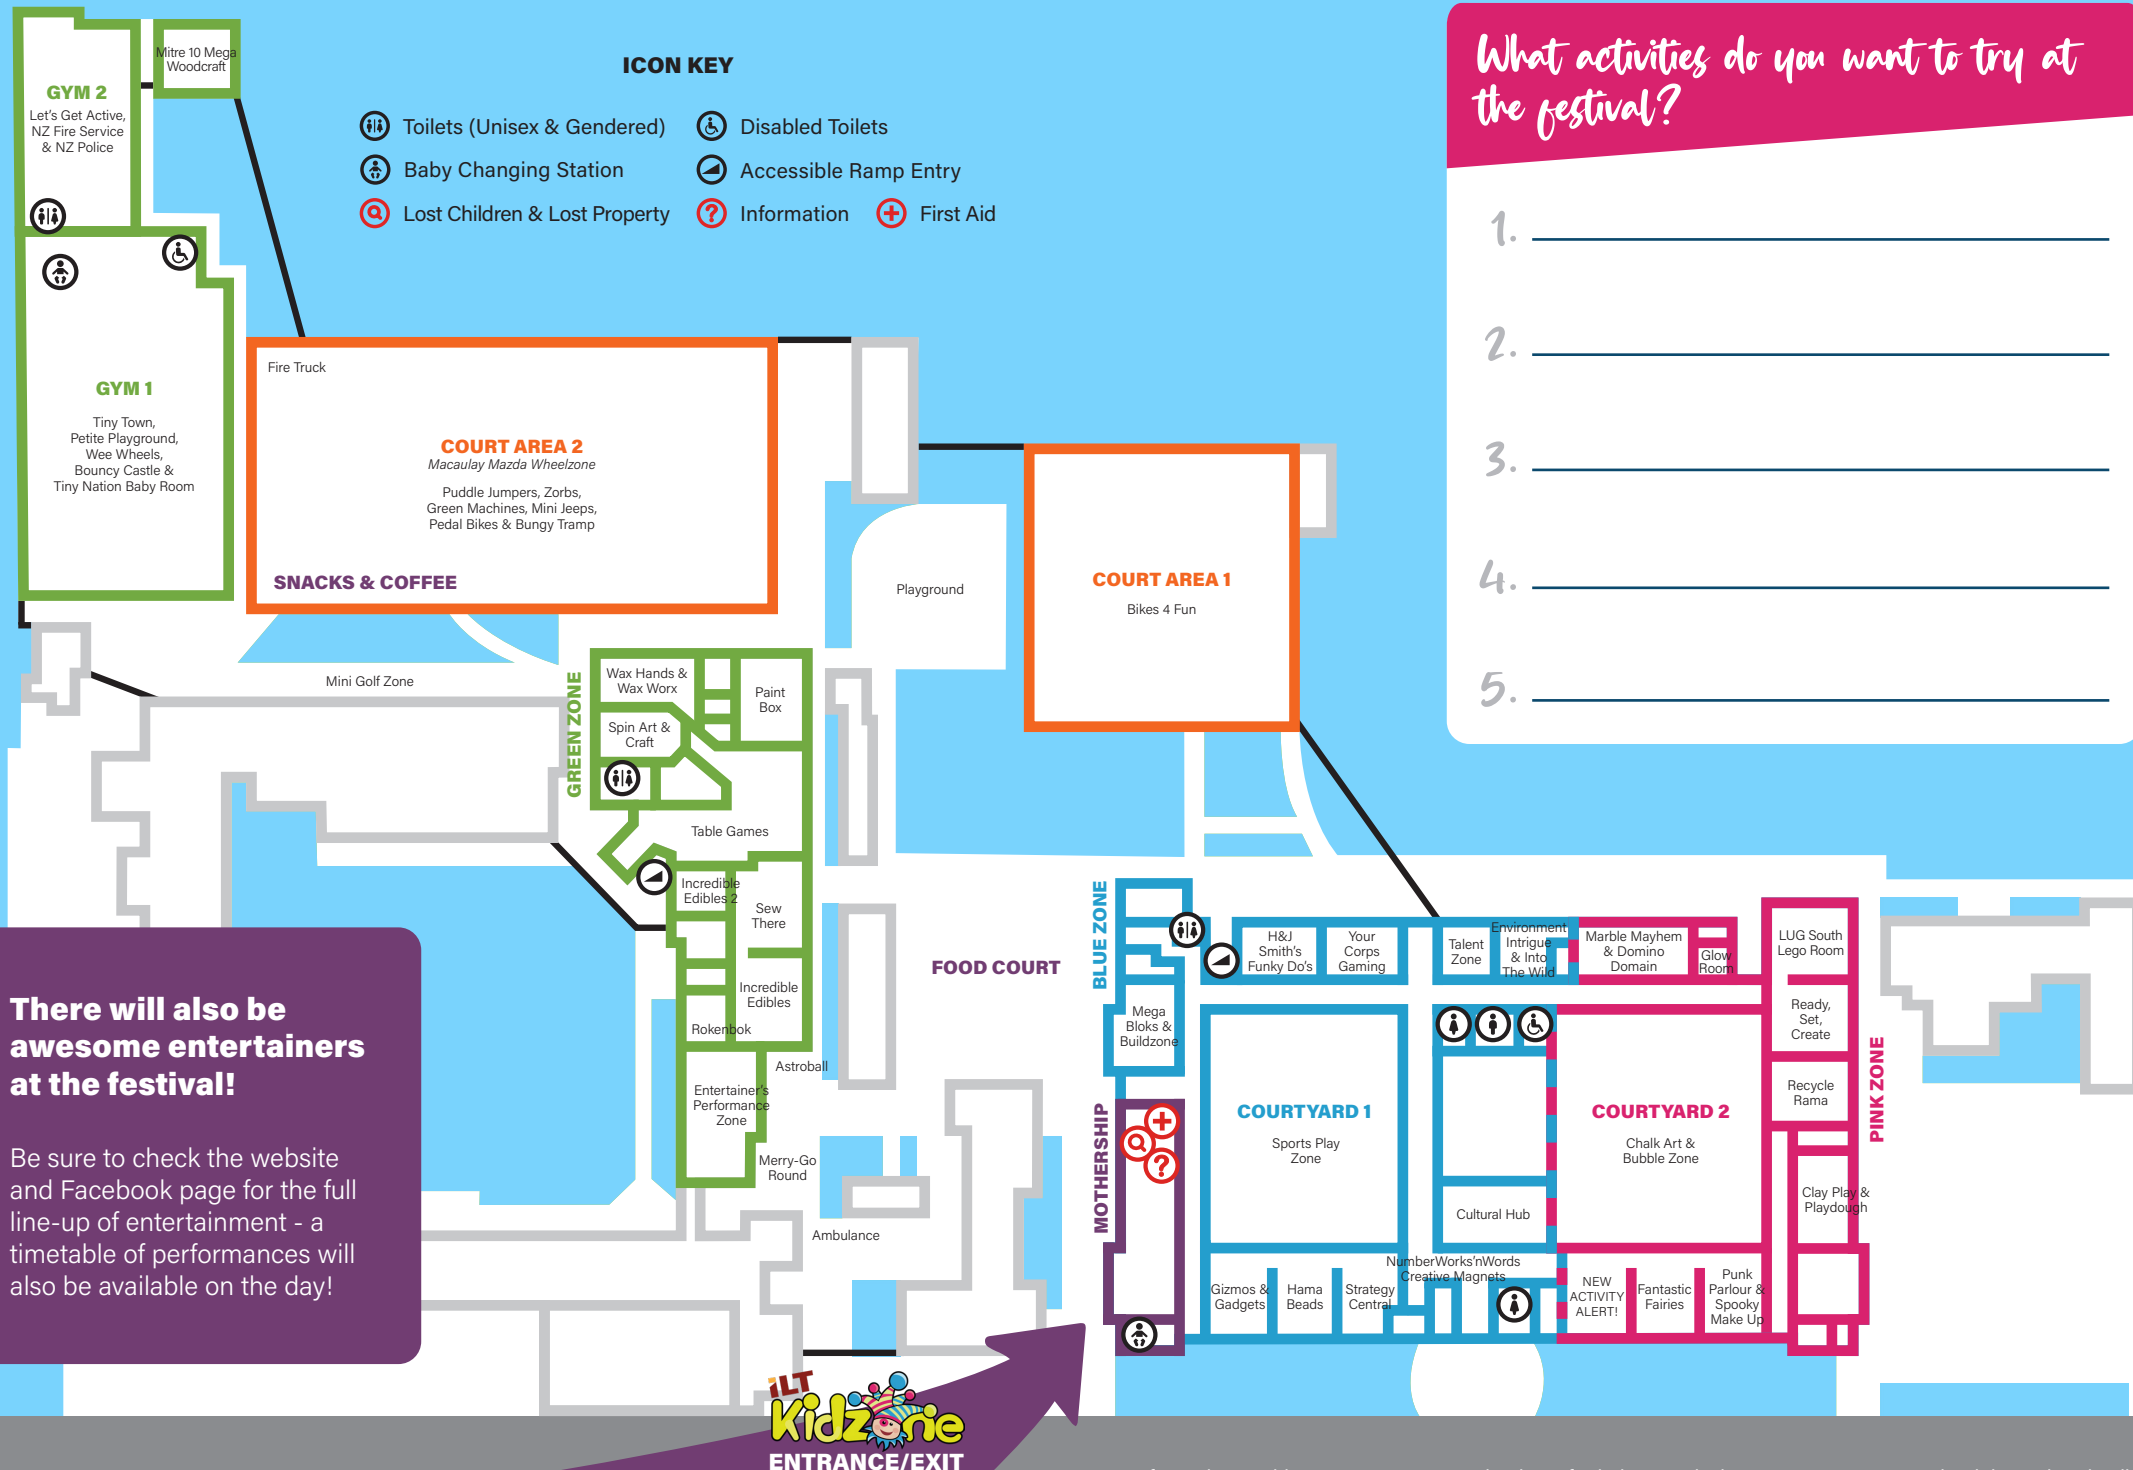 Mitre 10 Mega
Woodcraft
GYM 2
Let's Get Active,
NZ Fire Service
& NZ Police
ICON KEY
Toilets (Unisex & Gendered)
Disabled Toilets
Baby Changing Station
Accessible Ramp Entry
Lost Children & Lost Property
Information
First Aid
What activities do you want to try at
the festival?
1.
2.
3.
4.
5.
GYM 1
Tiny Town,
Petite Playground,
Wee Wheels,
Bouncy Castle &
Tiny Nation Baby Room
Fire Truck
COURT AREA 2
Macaulay Mazda Wheelzone
Puddle Jumpers, Zorbs,
Green Machines, Mini Jeeps,
Pedal Bikes & Bungy Tramp
SNACKS & COFFEE
Playground
COURT AREA 1
Bikes 4 Fun
Mini Golf Zone
GREEN ZONE
Wax Hands &
Wax Worx
Paint
Box
Spin Art &
Craft
Table Games
Incredible
Edibles 2
Sew
There
Incredible
Edibles
Rokenbok
Astroball
Entertainer's
Performance
Zone
Merry-Go
Round
Ambulance
FOOD COURT
BLUE ZONE
H&J
Smith's
Funky Do's
Your
Corps
Gaming
Talent
Zone
Environment
Intrigue
& Into
The Wild
Marble Mayhem
& Domino
Domain
Glow
Room
LUG South
Lego Room
Mega
Bloks &
Buildzone
Ready,
Set,
Create
Recycle
Rama
PINK ZONE
MOTHERSHIP
COURTYARD 1
Sports Play
Zone
COURTYARD 2
Chalk Art &
Bubble Zone
Cultural Hub
Clay Play &
Playdough
NumberWorks'nWords
Creative Magnets
Gizmos &
Gadgets
Hama
Beads
Strategy
Central
NEW
ACTIVITY
ALERT!
Fantastic
Fairies
Punk
Parlour &
Spooky
Make Up
There will also be
awesome entertainers
at the festival!
Be sure to check the website
and Facebook page for the full
line-up of entertainment - a
timetable of performances will
also be available on the day!
iLT
Kidzone
ENTRANCE/EXIT